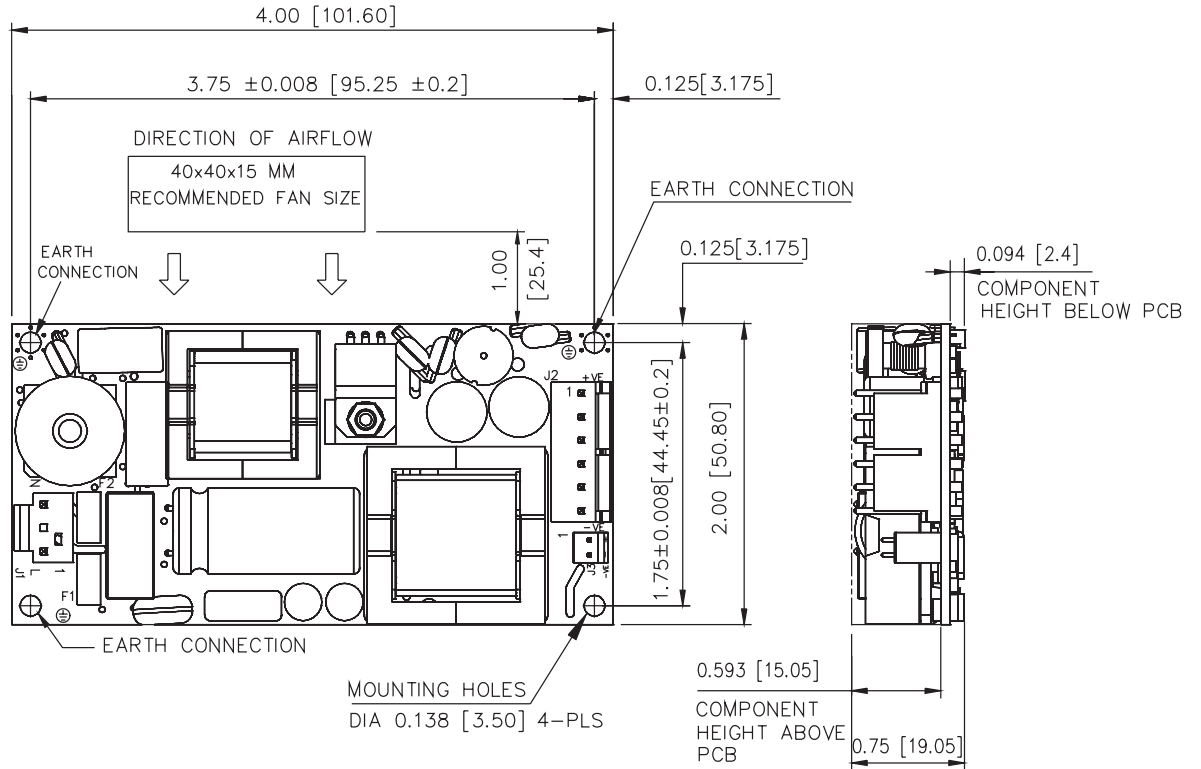 4.00 [101.60]
3.75 ±0.008 [95.25 ±0.2]
0.125[3.175]
DIRECTION OF AIRFLOW
40x40x15 MM
RECOMMENDED FAN SIZE
EARTH CONNECTION
EARTH
CONNECTION
1.00
[25.4]
0.125[3.175]
0.094 [2.4]
COMPONENT
HEIGHT BELOW PCB
J2
+VE
1
1.75±0.008[44.45±0.2]
2.00 [50.80]
N
F2
-VE
1
J3
-VE
J1
L
1
F1
EARTH CONNECTION
MOUNTING HOLES
DIA 0.138 [3.50] 4-PLS
0.593 [15.05]
COMPONENT
HEIGHT ABOVE
PCB
0.75 [19.05]